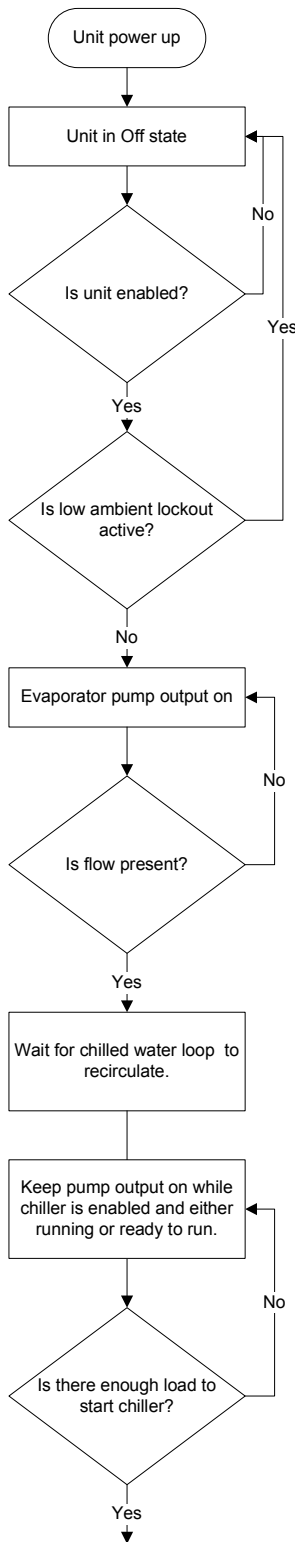 Unit power up
Unit in Off state
No
Is unit enabled?
Yes
Yes
Is low ambient lockout
active?
No
Evaporator pump output on
No
Is flow present?
Yes
Wait for chilled water loop to
recirculate.
Keep pump output on while
chiller is enabled and either
running or ready to run.
No
Is there enough load to
start chiller?
Yes